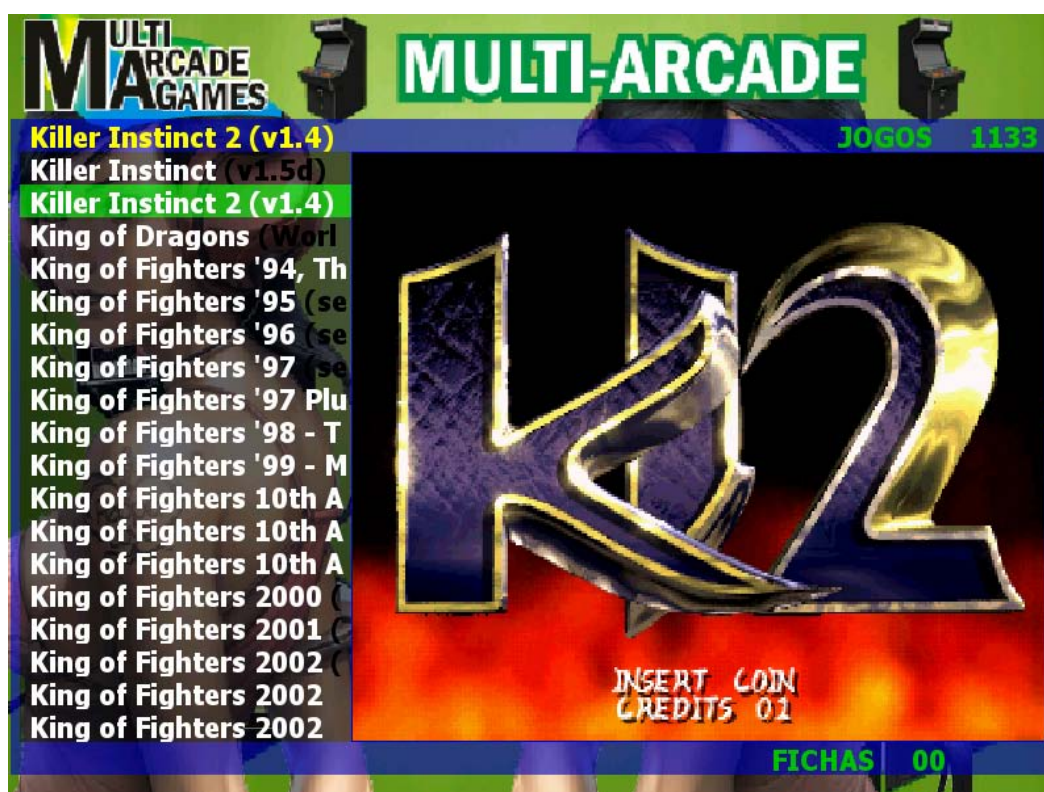 MULTI ARCADE GAMES
MULTI-ARCADE
Killer Instinct 2 (v1.4)
JOGOS 1133
Killer Instinct (v1.5d)
Killer Instinct 2 (v1.4)
King of Dragons (Worl
King of Fighters '94, Th
King of Fighters '95 (se
King of Fighters '96 (se
King of Fighters '97 (se
King of Fighters '97 Plu
King of Fighters '98 - T
King of Fighters '99 - M
King of Fighters 10th A
King of Fighters 10th A
King of Fighters 10th A
King of Fighters 2000 (
King of Fighters 2001 (
King of Fighters 2002 (
King of Fighters 2002
King of Fighters 2002
KI2
INSERT COIN
CREDITS 01
FICHAS 00